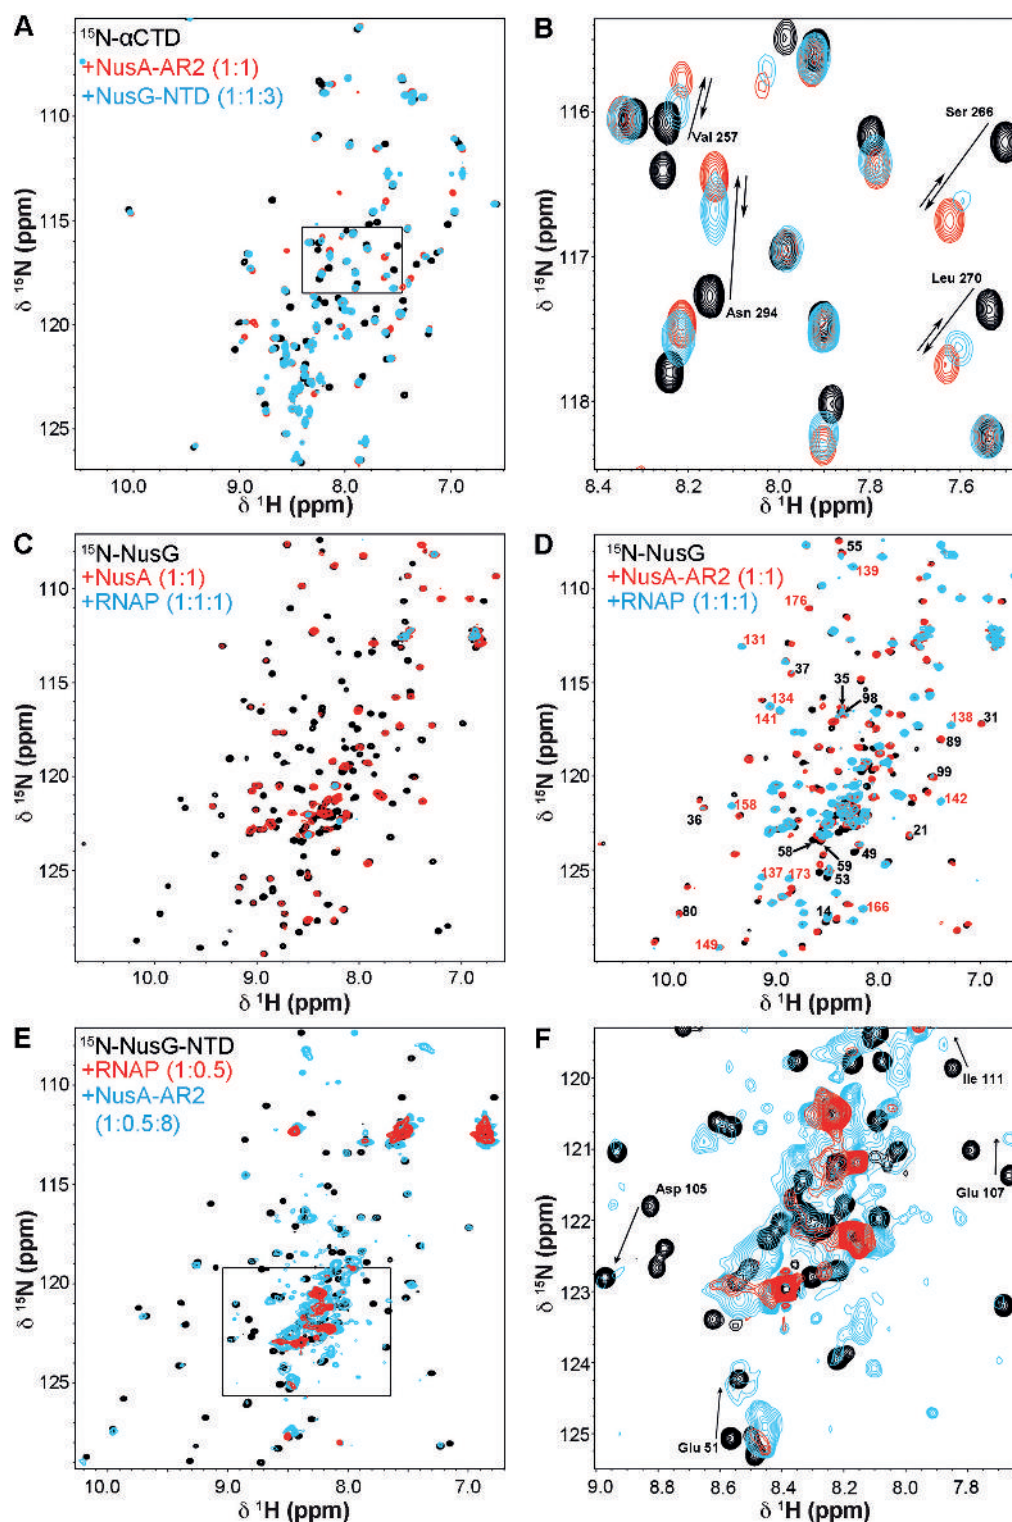 A
¹⁵N-αCTD
+NusA-AR2 (1:1)
+NusG-NTD (1:1:3)
110
115
120
125
δ ¹⁵N (ppm)
10.0
9.0
8.0
7.0
δ ¹H (ppm)
B
Val 257
Ser 266
Asn 294
Leu 270
116
117
118
δ ¹⁵N (ppm)
8.4
8.2
8.0
7.8
7.6
δ ¹H (ppm)
C
¹⁵N-NusG
+NusA (1:1)
+RNAP (1:1:1)
110
115
120
125
δ ¹⁵N (ppm)
10.0
9.0
8.0
7.0
δ ¹H (ppm)
D
¹⁵N-NusG
+NusA-AR2 (1:1)
+RNAP (1:1:1)
55
139
176
131
37
35
98
134
141
138
31
89
99
142
158
36
21
58
59
49
53
137
173
14
166
80
149
110
115
120
125
δ ¹⁵N (ppm)
10.0
9.0
8.0
7.0
δ ¹H (ppm)
E
¹⁵N-NusG-NTD
+RNAP (1:0.5)
+NusA-AR2
(1:0.5:8)
110
115
120
125
δ ¹⁵N (ppm)
10.0
9.0
8.0
7.0
δ ¹H (ppm)
F
Ile 111
Glu 107
Asp 105
Glu 51
120
121
122
123
124
125
δ ¹⁵N (ppm)
9.0
8.8
8.6
8.4
8.2
8.0
7.8
δ ¹H (ppm)